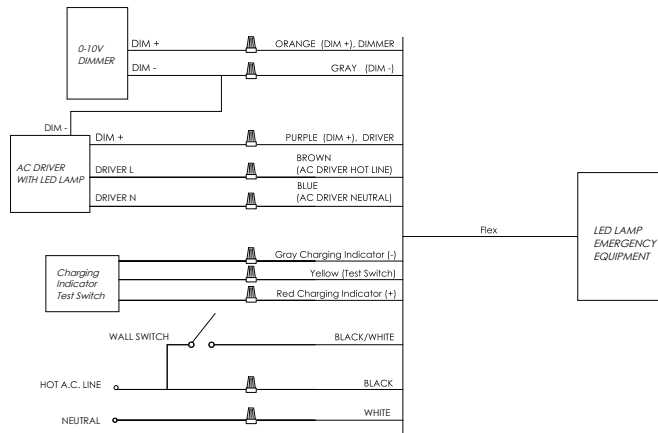 0-10V
DIMMER
DIM +
ORANGE (DIM +), DIMMER
DIM -
GRAY (DIM -)
DIM -
AC DRIVER
WITH LED LAMP
DIM +
PURPLE (DIM +), DRIVER
DRIVER L
BROWN
(AC DRIVER HOT LINE)
DRIVER N
BLUE
(AC DRIVER NEUTRAL)
Flex
LED LAMP
EMERGENCY
EQUIPMENT
Charging
Indicator
Test Switch
Gray Charging Indicator (-)
Yellow (Test Switch)
Red Charging Indicator (+)
WALL SWITCH
BLACK/WHITE
HOT A.C. LINE
BLACK
NEUTRAL
WHITE